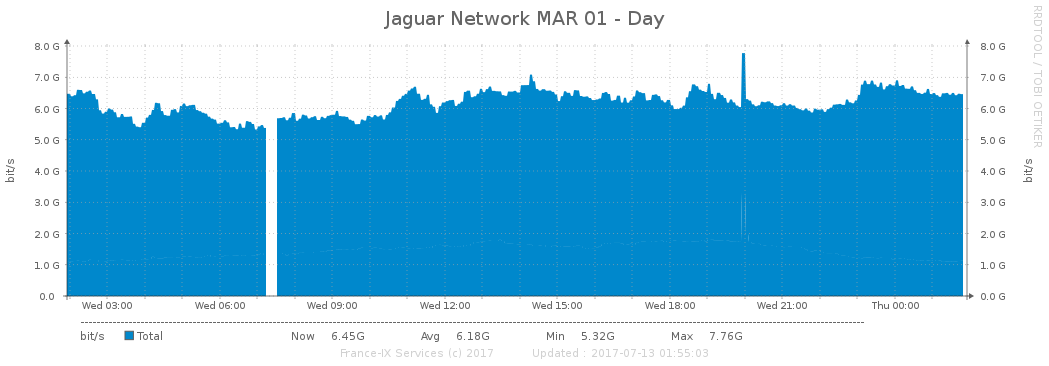 Jaguar Network MAR 01 - Day
RRDTOOL / TOBI OETIKER
8.0 G 8.0 G
7.0 G 7.0 G
6.0 G 6.0 G
5.0 G 5.0 G
4.0 G 4.0 G
3.0 G 3.0 G
2.0 G 2.0 G
1.0 G 1.0 G
0.0 0.0 G
bit/s bit/s
Wed 03:00 Wed 06:00 Wed 09:00 Wed 12:00 Wed 15:00 Wed 18:00 Wed 21:00 Thu 00:00
bit/s Total Now 6.45G Avg 6.18G Min 5.32G Max 7.76G
France-IX Services (c) 2017 Updated : 2017-07-13 01:55:03